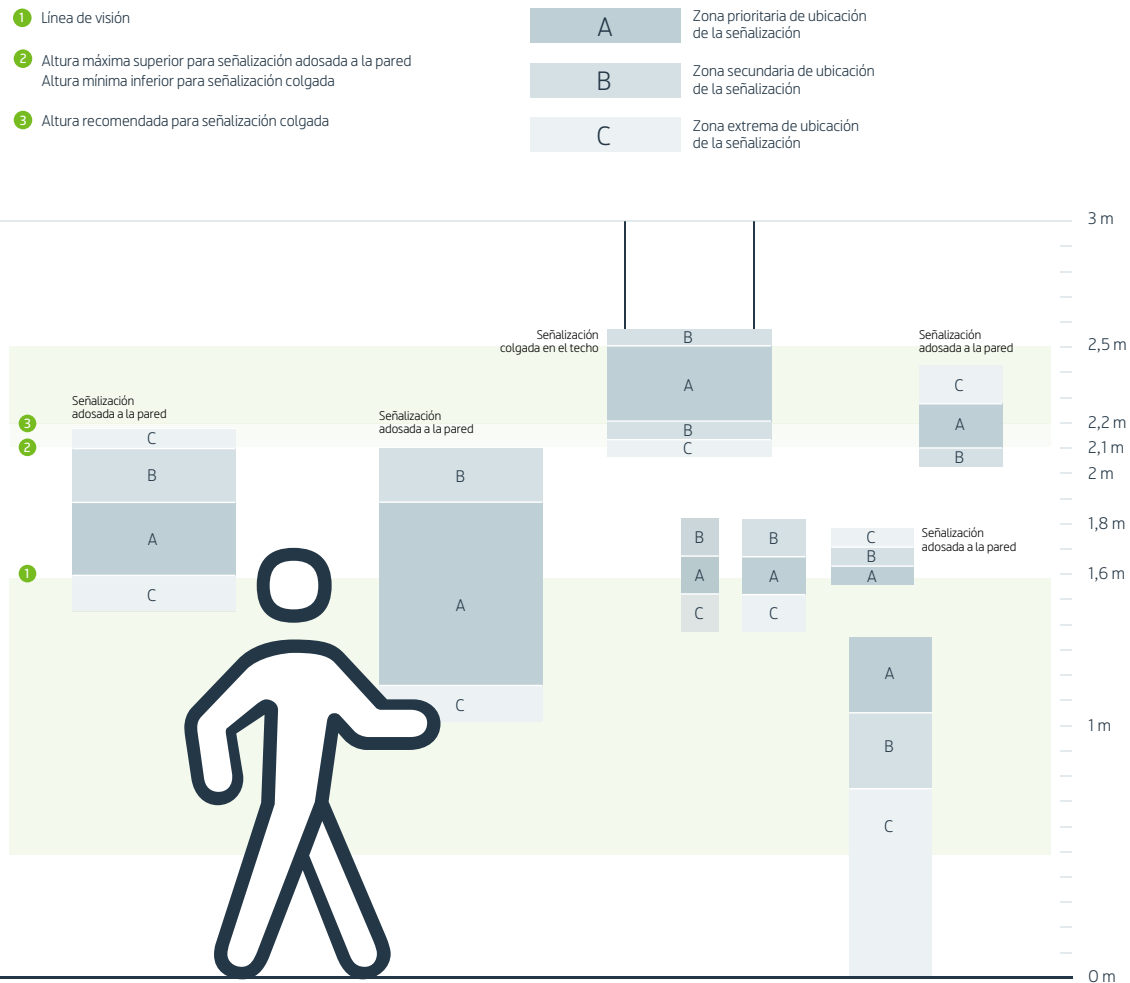 1 Línea de visión
2 Altura máxima superior para señalización adosada a la pared
Altura mínima inferior para señalización colgada
3 Altura recomendada para señalización colgada
A
Zona prioritaria de ubicación
de la señalización
B
Zona secundaria de ubicación
de la señalización
C
Zona extrema de ubicación
de la señalización
3 m
Señalización
colgada en el techo
B
A
B
C
Señalización
adosada a la pared
C
A
B
2,5 m
Señalización
adosada a la pared
C
B
A
C
Señalización
adosada a la pared
B
A
C
3
2
1
2,2 m
2,1 m
2 m
1,8 m
1,6 m
B
A
C
B
A
C
C
B
A
Señalización
adosada a la pared
A
B
C
1 m
0 m